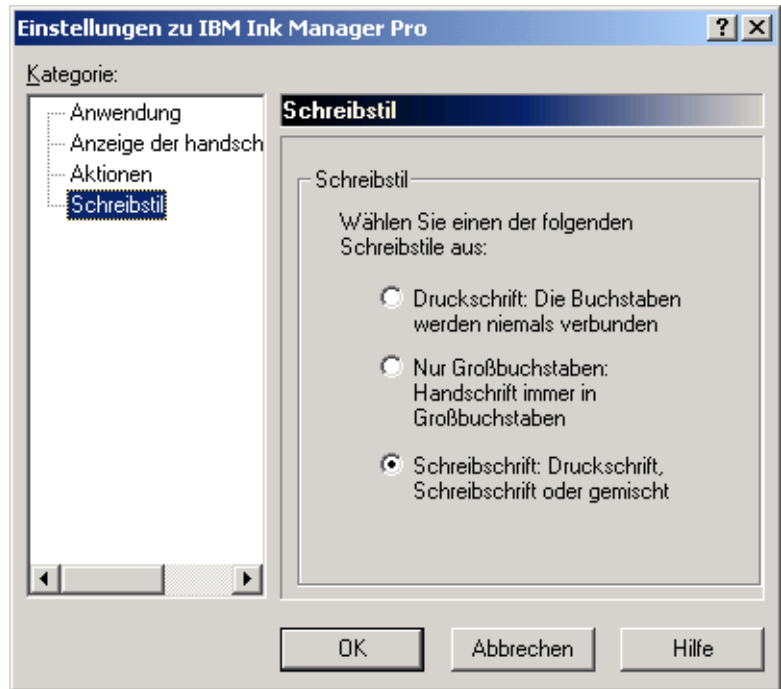 Einstellungen zu IBM Ink Manager Pro
Kategorie:
Anwendung
Anzeige der handsch
Aktionen
Schreibstil
Schreibstil
Schreibstil
Wählen Sie einen der folgenden
Schreibstile aus:
Druckschrift: Die Buchstaben
werden niemals verbunden
Nur Großbuchstaben:
Handschrift immer in
Großbuchstaben
Schreibschrift: Druckschrift,
Schreibschrift oder gemischt
OK
Abbrechen
Hilfe